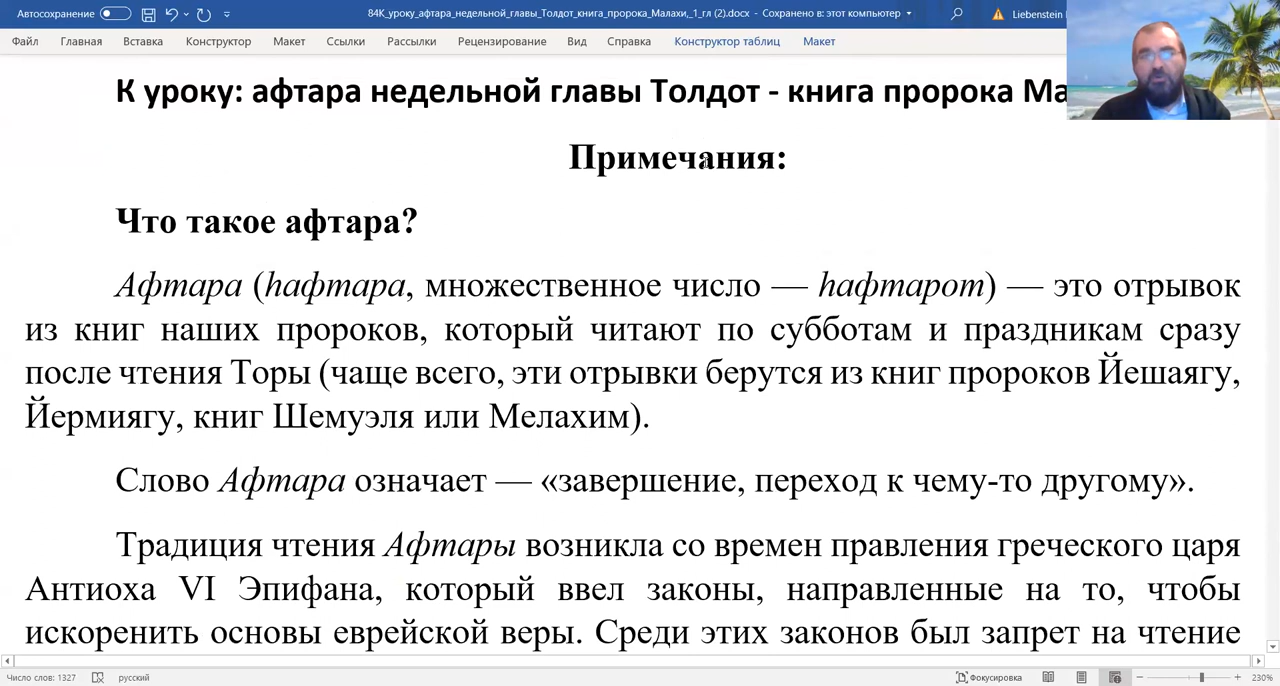 Автосохранение
84K_уроку_афтара_недельной_главы_Толдот_книга_пророка_Малахи,_1_гл (2).docx - Сохранено в: этот компьютер
Liebenstein
Файл Главная Вставка Конструктор Макет Ссылки Рассылки Рецензирование Вид Справка Конструктор таблиц Макет
К уроку: афтара недельной главы Толдот - книга пророка Ма
Примечания:
Что такое афтара?
Афтара (hафтара, множественное число — hафтарот) — это отрывок
из книг наших пророков, который читают по субботам и праздникам сразу
после чтения Торы (чаще всего, эти отрывки берутся из книг пророков Йешаягу,
Йермиягу, книг Шемуэля или Мелахим).
Слово Афтара означает — «завершение, переход к чему-то другому».
Традиция чтения Афтары возникла со времен правления греческого царя
Антиоха VI Эпифана, который ввел законы, направленные на то, чтобы
искоренить основы еврейской веры. Среди этих законов был запрет на чтение
Число слов: 1327 русский Фокусировка 230%